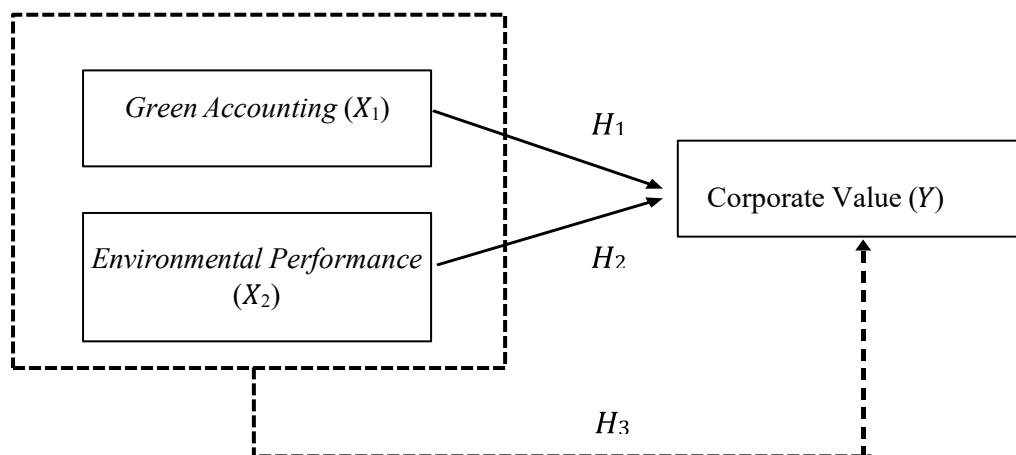 Green Accounting (X₁)
H₁
Corporate Value (Y)
Environmental Performance
(X₂)
H₂
H₃